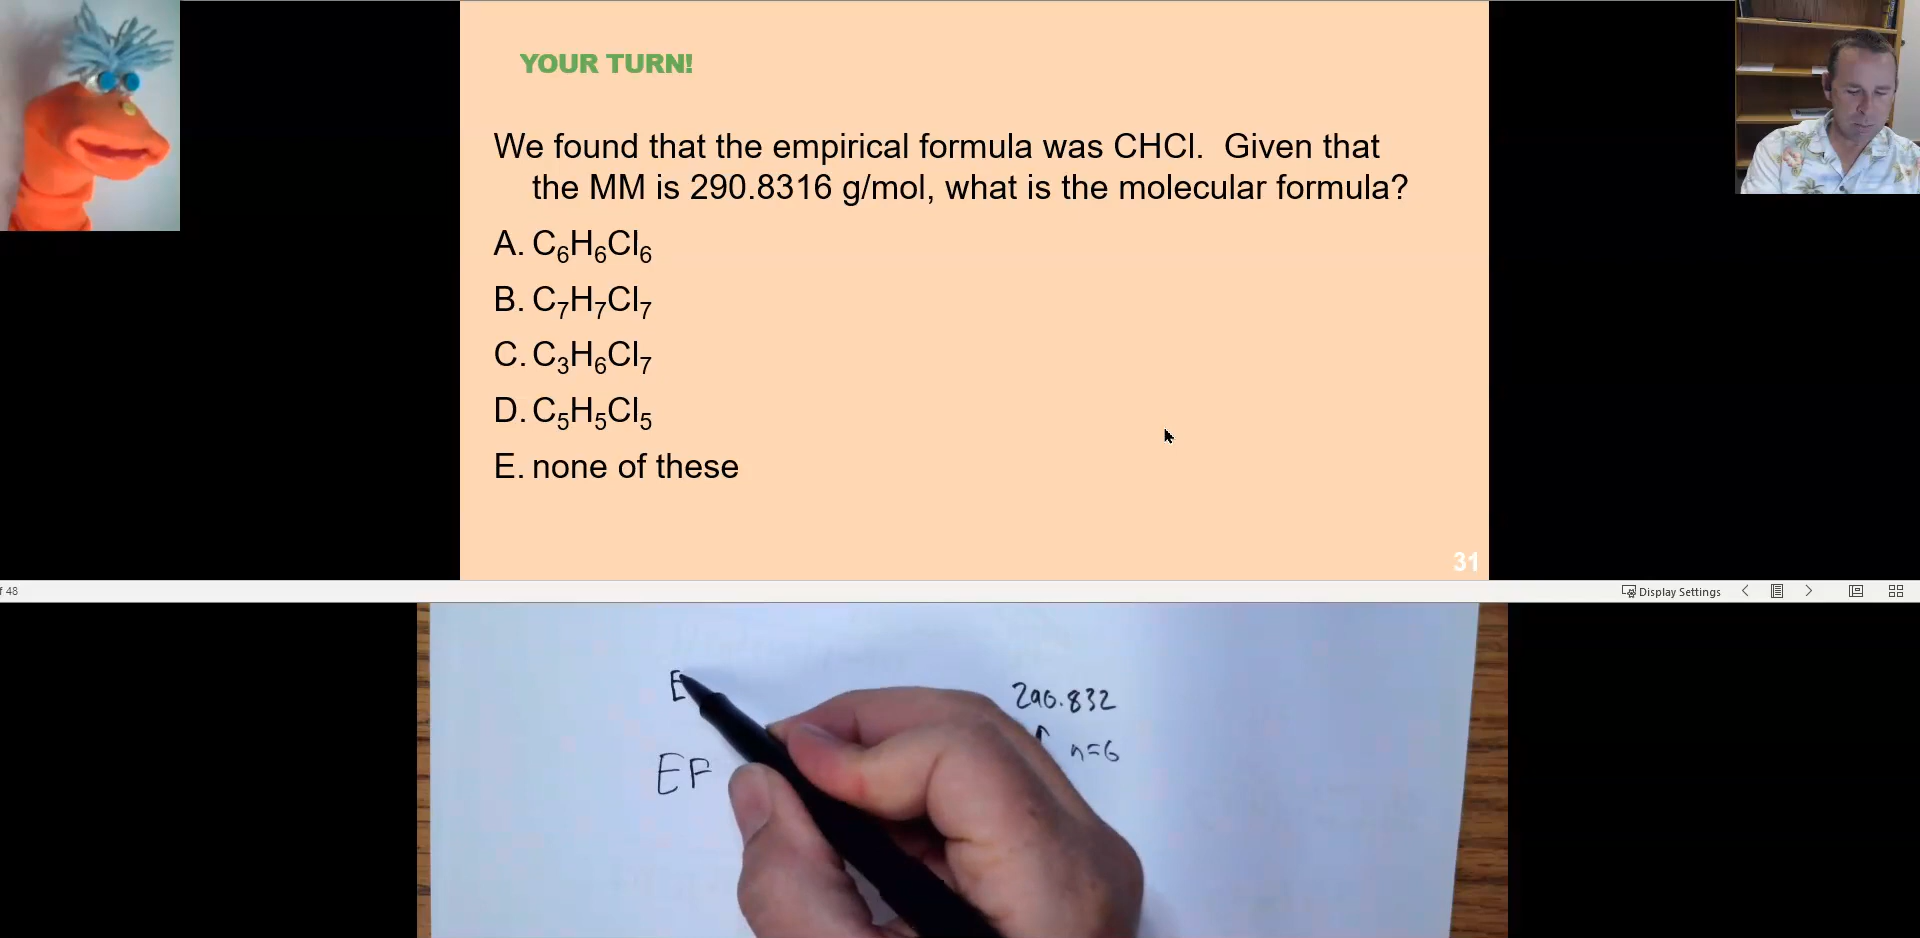 YOUR TURN!
We found that the empirical formula was CHCl. Given that
the MM is 290.8316 g/mol, what is the molecular formula?
A. C₆H₆Cl₆
B. C₇H₇Cl₇
C. C₃H₆Cl₇
D. C₅H₅Cl₅
E. none of these
31
f 48
Display Settings
E
290.832
n=6
EF